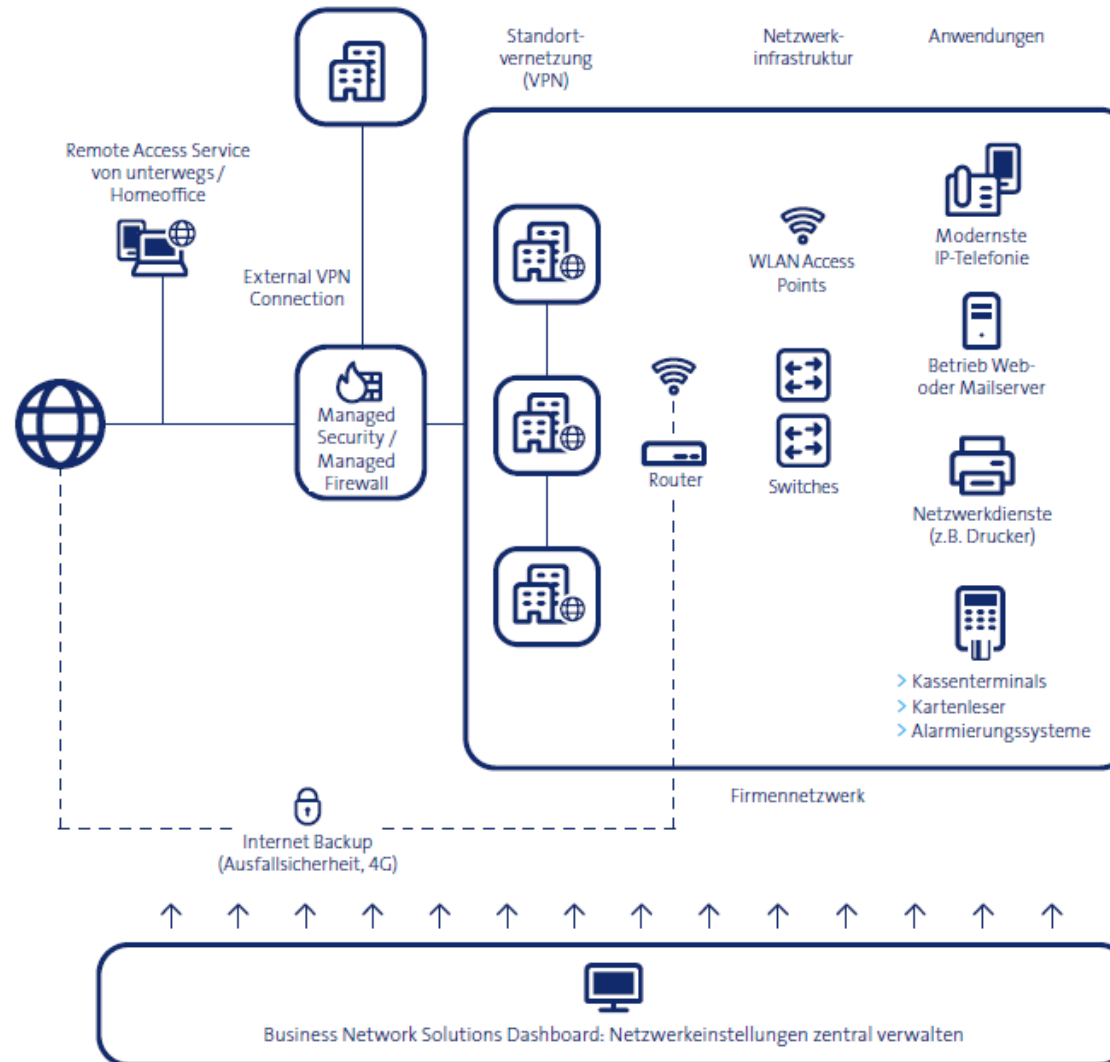 Standort-
vernetzung
(VPN)
Netzwerk-
infrastruktur
Anwendungen
Remote Access Service
von unterwegs /
Homeoffice
External VPN
Connection
Managed
Security /
Managed
Firewall
WLAN Access
Points
Router
Switches
Modernste
IP-Telefonie
Betrieb Web-
oder Mailserver
Netzwerkdienste
(z.B. Drucker)
> Kassenterminals
> Kartenleser
> Alarmierungssysteme
Firmennetzwerk
Internet Backup
(Ausfallsicherheit, 4G)
Business Network Solutions Dashboard: Netzwerkeinstellungen zentral verwalten